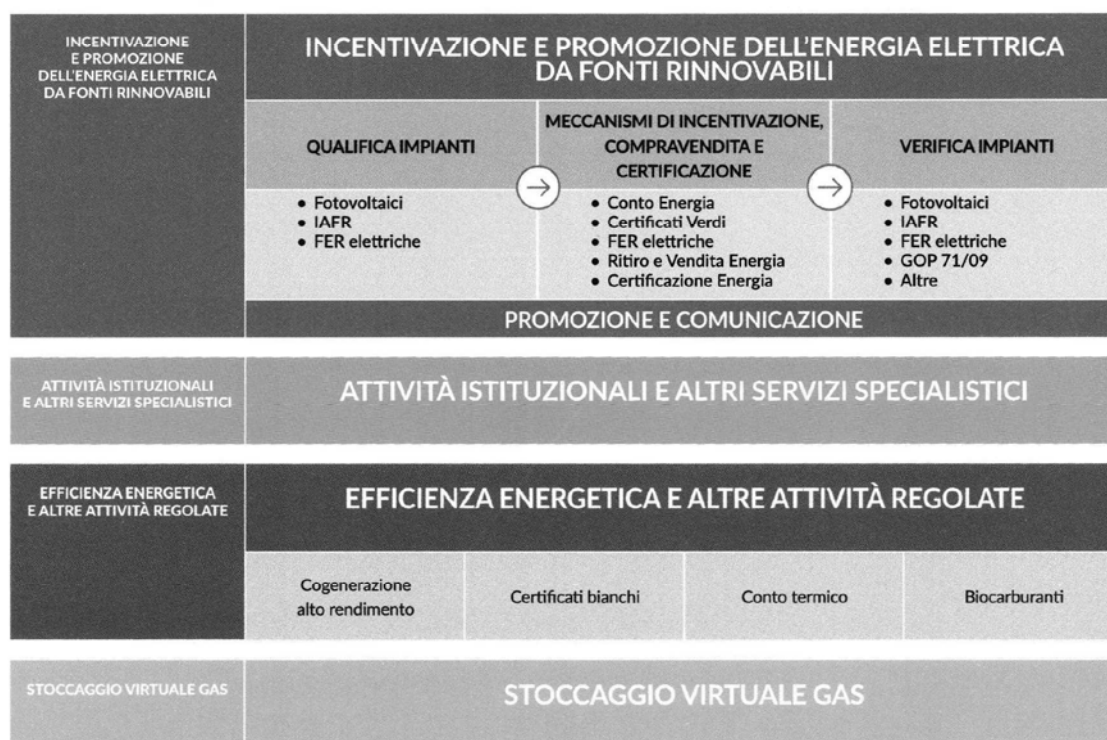 INCENTIVAZIONE
E PROMOZIONE
DELL'ENERGIA ELETTRICA
DA FONTI RINNOVABILI
INCENTIVAZIONE E PROMOZIONE DELL'ENERGIA ELETTRICA
DA FONTI RINNOVABILI
QUALIFICA IMPIANTI
• Fotovoltaici
• IAFR
• FER elettriche
MECCANISMI DI INCENTIVAZIONE,
COMPRAVENDITA E
CERTIFICAZIONE
• Conto Energia
• Certificati Verdi
• FER elettriche
• Ritiro e Vendita Energia
• Certificazione Energia
VERIFICA IMPIANTI
• Fotovoltaici
• IAFR
• FER elettriche
• GOP 71/09
• Altre
PROMOZIONE E COMUNICAZIONE
ATTIVITÀ ISTITUZIONALI
E ALTRI SERVIZI SPECIALISTICI
ATTIVITÀ ISTITUZIONALI E ALTRI SERVIZI SPECIALISTICI
EFFICIENZA ENERGETICA
E ALTRE ATTIVITÀ REGOLATE
EFFICIENZA ENERGETICA E ALTRE ATTIVITÀ REGOLATE
Cogenerazione
alto rendimento
Certificati bianchi
Conto termico
Biocarburanti
STOCCAGGIO VIRTUALE GAS
STOCCAGGIO VIRTUALE GAS